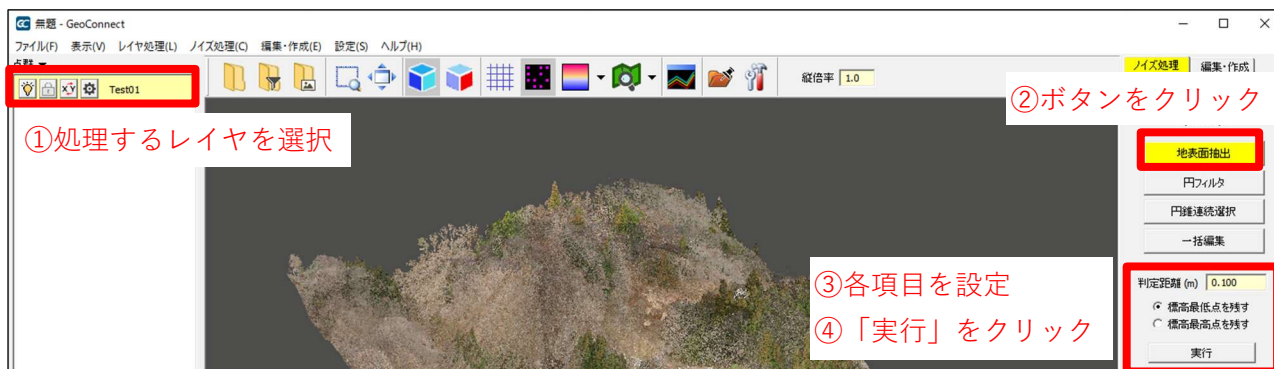 無題 - GeoConnect
ファイル(F) 表示(V) レイヤ処理(L) ノイズ処理(C) 編集・作成(E) 設定(S) ヘルプ(H)
Test01
縦倍率 1.0
ノイズ処理 編集・作成
①処理するレイヤを選択
②ボタンをクリック
地表面抽出
円フィルタ
円錐連続選択
一括編集
③各項目を設定
④「実行」をクリック
判定距離(m) 0.100
標高最低点を残す
標高最高点を残す
実行